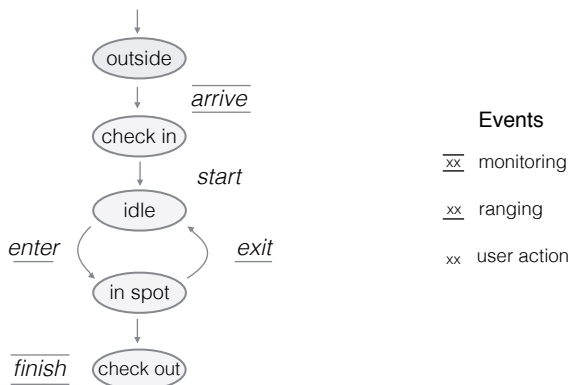 outside
arrive
check in
start
idle
enter
exit
in spot
finish
check out
Events
xx monitoring
xx ranging
xx user action